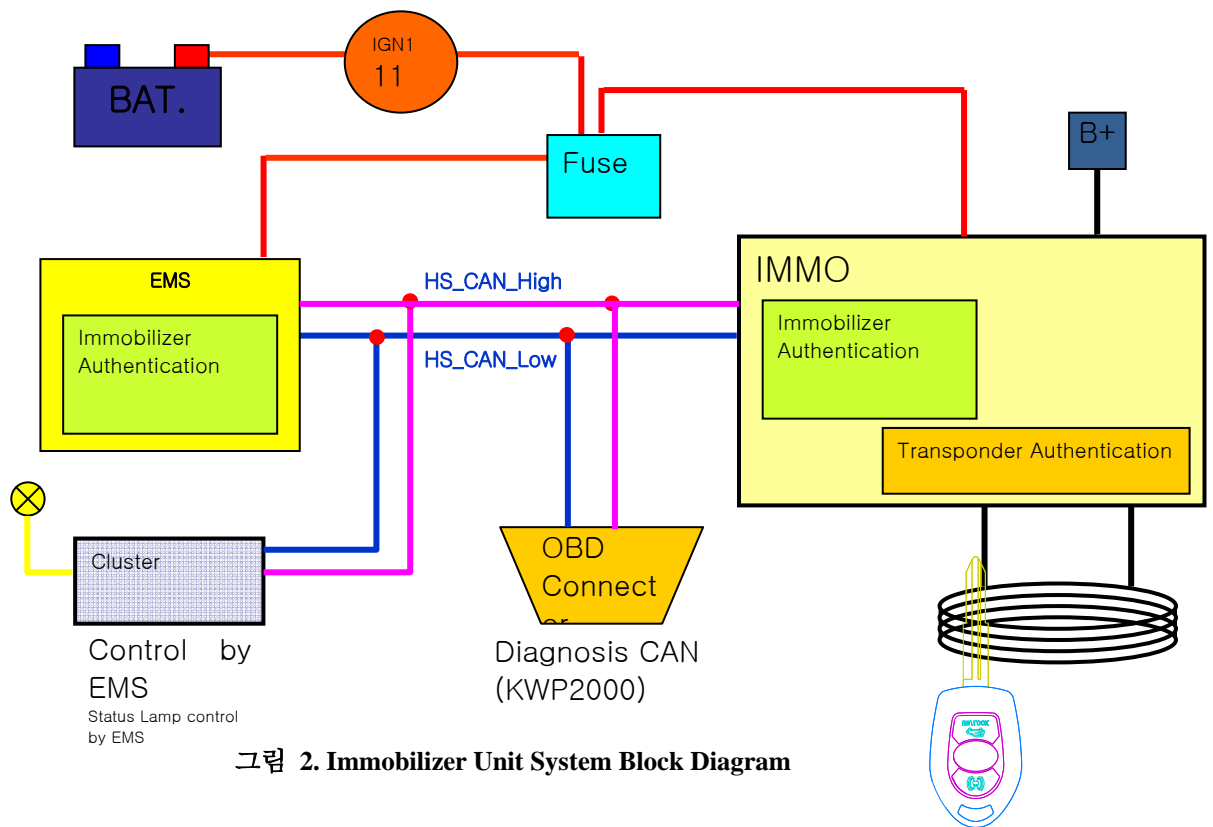 IGN1
11
BAT.
Fuse
B+
EMS
Immobilizer
Authentication
HS_CAN_High
HS_CAN_Low
IMMO
Immobilizer
Authentication
Transponder Authentication
Cluster
Control by
EMS
Status Lamp control
by EMS
OBD
Connect
or
Diagnosis CAN
(KWP2000)
그림 2. Immobilizer Unit System Block Diagram